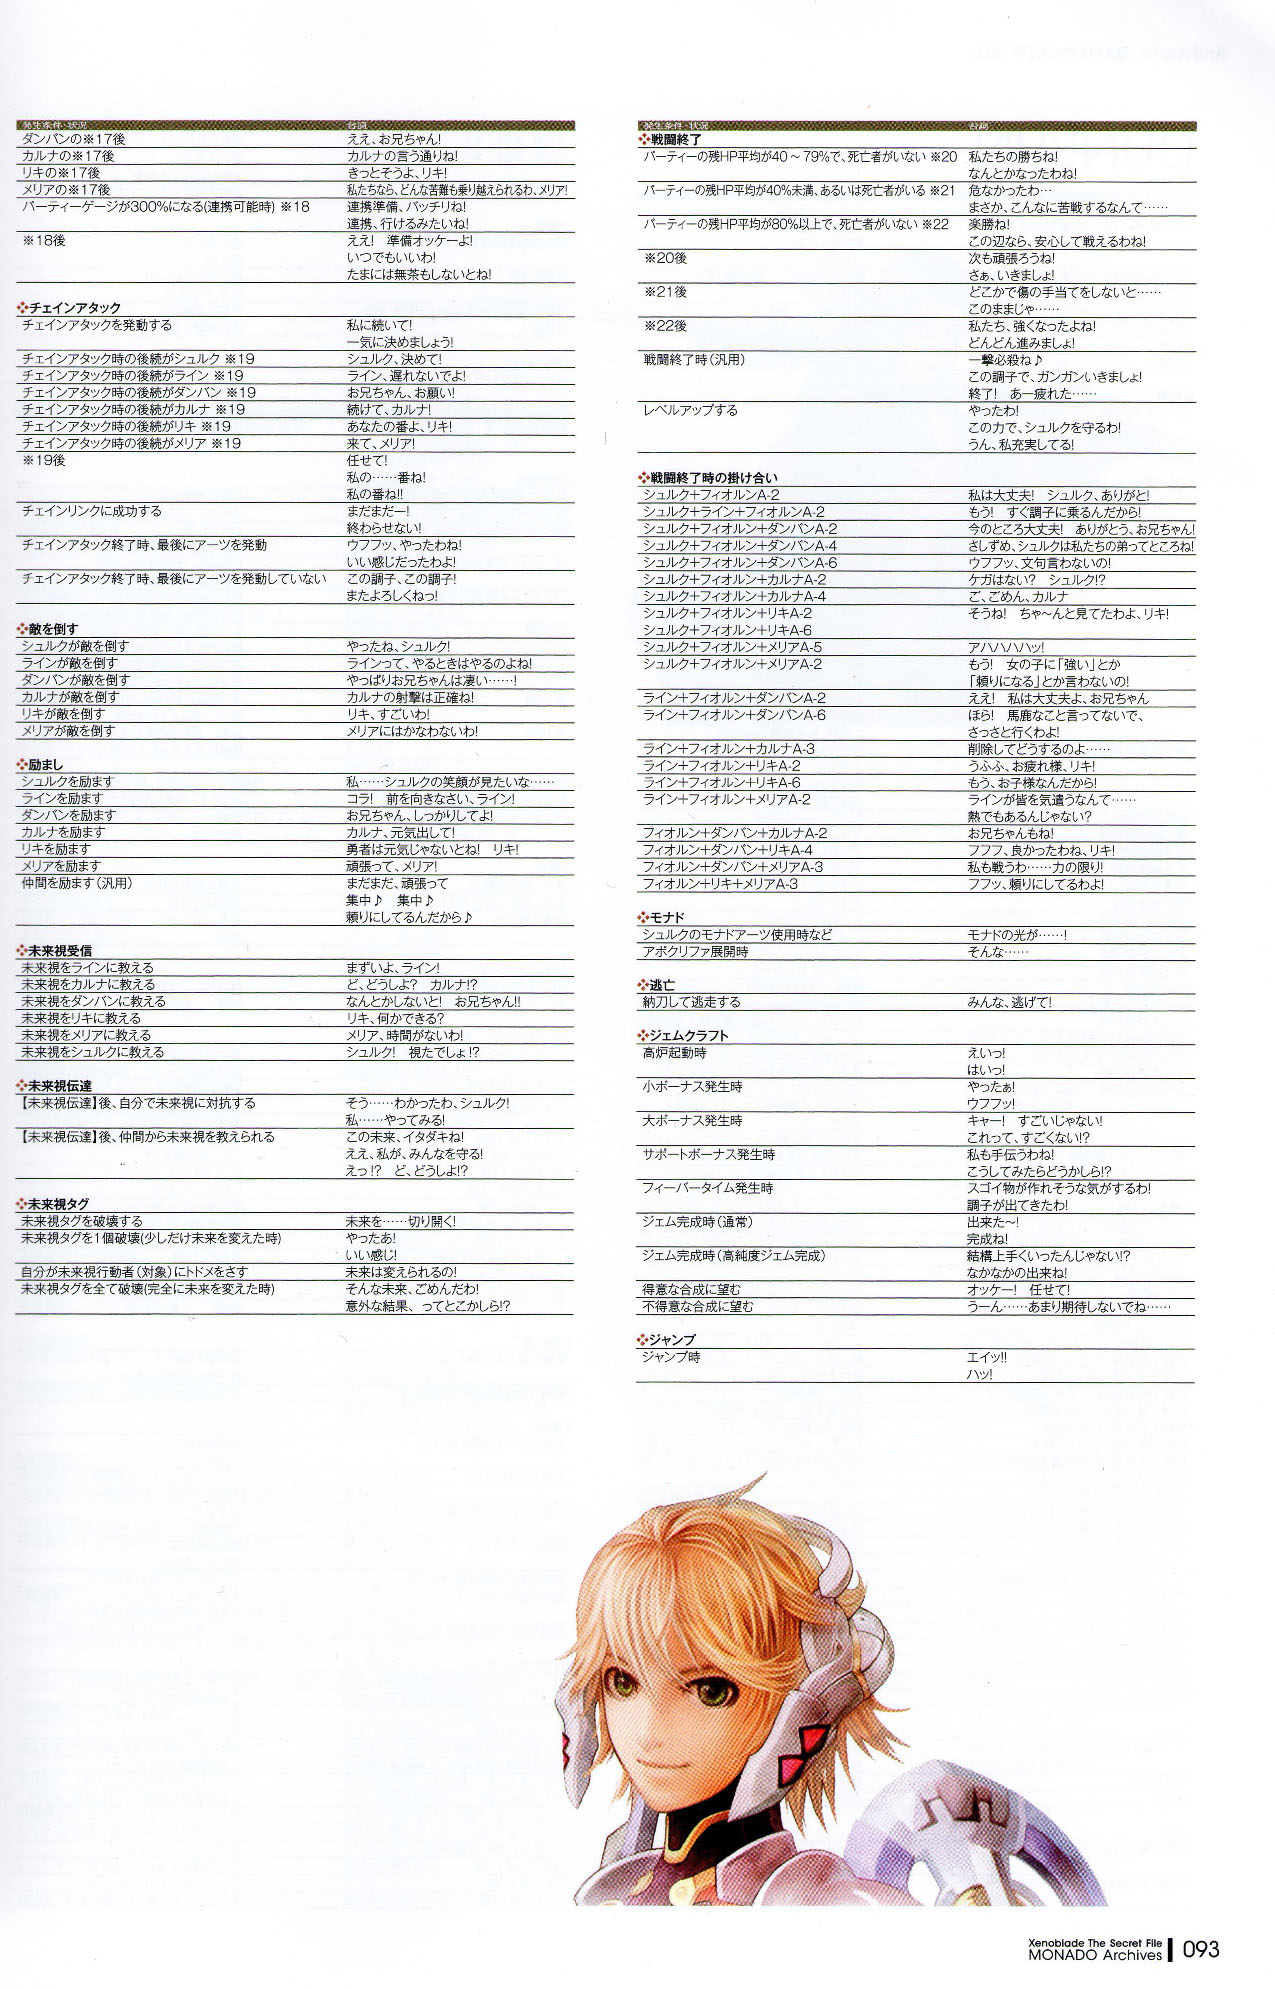 発生条件・状況 台詞
ダンバンの※17後 ええ、お兄ちゃん!
カルナの※17後 カルナの言う通りね!
リキの※17後 きっとそうよ、リキ!
メリアの※17後 私たちなら、どんな苦難も乗り越えられるわ、メリア!
パーティーゲージが300%になる(連携可能時) ※18 連携準備、バッチリね!
連携、行けるみたいね!
※18後 ええ! 準備オッケーよ!
いつでもいいわ!
たまには無茶もしないとね!
❖チェインアタック
チェインアタックを発動する 私に続いて!
一気に決めましょう!
チェインアタック時の後続がシュルク ※19 シュルク、決めて!
チェインアタック時の後続がライン ※19 ライン、遅れないでよ!
チェインアタック時の後続がダンバン ※19 お兄ちゃん、お願い!
チェインアタック時の後続がカルナ ※19 続けて、カルナ!
チェインアタック時の後続がリキ ※19 あなたの番よ、リキ!
チェインアタック時の後続がメリア ※19 来て、メリア!
※19後 任せて!
私の……番ね!
私の番ね!!
チェインリンクに成功する まだまだー!
終わらせない!
チェインアタック終了時、最後にアーツを発動 ウフフッ、やったわね!
いい感じだったわよ!
チェインアタック終了時、最後にアーツを発動していない この調子、この調子!
またよろしくねっ!
❖敵を倒す
シュルクが敵を倒す やったね、シュルク!
ラインが敵を倒す ラインって、やるときはやるのよね!
ダンバンが敵を倒す やっぱりお兄ちゃんは凄い……!
カルナが敵を倒す カルナの射撃は正確ね!
リキが敵を倒す リキ、すごいわ!
メリアが敵を倒す メリアにはかなわないわ!
❖励まし
シュルクを励ます 私……シュルクの笑顔が見たいな……
ラインを励ます コラ! 前を向きなさい、ライン!
ダンバンを励ます お兄ちゃん、しっかりしてよ!
カルナを励ます カルナ、元気出して!
リキを励ます 勇者は元気じゃないとね! リキ!
メリアを励ます 頑張って、メリア!
仲間を励ます(汎用) まだまだ、頑張って
集中♪ 集中♪
頼りにしてるんだから♪
❖未来視受信
未来視をラインに教える まずいよ、ライン!
未来視をカルナに教える ど、どうしよ? カルナ!?
未来視をダンバンに教える なんとかしないと! お兄ちゃん!!
未来視をリキに教える リキ、何かできる?
未来視をメリアに教える メリア、時間がないわ!
未来視をシュルクに教える シュルク! 視たでしょ!?
❖未来視伝達
【未来視伝達】後、自分で未来視に対抗する そう……わかったわ、シュルク!
私……やってみる!
【未来視伝達】後、仲間から未来視を教えられる この未来、イタダキね!
ええ、私が、みんなを守る!
えっ!? ど、どうしよ!?
❖未来視タグ
未来視タグを破壊する 未来を……切り開く!
未来視タグを1個破壊(少しだけ未来を変えた時) やったあ!
いい感じ!
自分が未来視行動者(対象)にトドメをさす 未来は変えられるの!
未来視タグを全て破壊(完全に未来を変えた時) そんな未来、ごめんだわ!
意外な結果、ってとこかしら!?
発生条件・状況 台詞
❖戦闘終了
パーティーの残HP平均が40～79%で、死亡者がいない ※20 私たちの勝ちね!
なんとかなったわね!
パーティーの残HP平均が40%未満、あるいは死亡者がいる ※21 危なかったわ…
まさか、こんなに苦戦するなんて……
パーティーの残HP平均が80%以上で、死亡者がいない ※22 楽勝ね!
この辺なら、安心して戦えるわね!
※20後 次も頑張ろうね!
さぁ、いきましょ!
※21後 どこかで傷の手当てをしないと……
このままじゃ……
※22後 私たち、強くなったよね!
どんどん進みましょ!
戦闘終了時(汎用) 一撃必殺ね♪
この調子で、ガンガンいきましょ!
終了! あー疲れた……
レベルアップする やったわ!
この力で、シュルクを守るわ!
うん、私充実してる!
❖戦闘終了時の掛け合い
シュルク+フィオルンA-2 私は大丈夫! シュルク、ありがと!
シュルク+ライン+フィオルンA-2 もう! すぐ調子に乗るんだから!
シュルク+フィオルン+ダンバンA-2 今のところ大丈夫! ありがとう、お兄ちゃん!
シュルク+フィオルン+ダンバンA-4 さしずめ、シュルクは私たちの弟ってところね!
シュルク+フィオルン+ダンバンA-6 ウフフッ、文句言わないの!
シュルク+フィオルン+カルナA-2 ケガはない? シュルク!?
シュルク+フィオルン+カルナA-4 ご、ごめん、カルナ
シュルク+フィオルン+リキA-2 そうね! ちゃ～んと見てたわよ、リキ!
シュルク+フィオルン+リキA-6
シュルク+フィオルン+メリアA-5 アハハハハッ!
シュルク+フィオルン+メリアA-2 もう! 女の子に「強い」とか
「頼りになる」とか言わないの!
ライン+フィオルン+ダンバンA-2 ええ! 私は大丈夫よ、お兄ちゃん
ライン+フィオルン+ダンバンA-6 ほら! 馬鹿なこと言ってないで、
さっさと行くわよ!
ライン+フィオルン+カルナA-3 削除してどうするのよ……
ライン+フィオルン+リキA-2 うふふ、お疲れ様、リキ!
ライン+フィオルン+リキA-6 もう、お子様なんだから!
ライン+フィオルン+メリアA-2 ラインが皆を気遣うなんて……
熱でもあるんじゃない?
フィオルン+ダンバン+カルナA-2 お兄ちゃんもね!
フィオルン+ダンバン+リキA-4 フフフ、良かったわね、リキ!
フィオルン+ダンバン+メリアA-3 私も戦うわ……力の限り!
フィオルン+リキ+メリアA-3 フフッ、頼りにしてるわよ!
❖モナド
シュルクのモナドアーツ使用時など モナドの光が……!
アポクリファ展開時 そんな……
❖逃亡
納刀して逃走する みんな、逃げて!
❖ジェムクラフト
高炉起動時 えいっ!
はいっ!
小ボーナス発生時 やったぁ!
ウフフッ!
大ボーナス発生時 キャー! すごいじゃない!
これって、すごくない!?
サポートボーナス発生時 私も手伝うわね!
こうしてみたらどうかしら!?
フィーバータイム発生時 スゴイ物が作れそうな気がするわ!
調子が出てきたわ!
ジェム完成時(通常) 出来た～!
完成ね!
ジェム完成時(高純度ジェム完成) 結構上手くいったんじゃない!?
なかなかの出来ね!
得意な合成に望む オッケー! 任せて!
不得意な合成に望む うーん……あまり期待しないでね……
❖ジャンプ
ジャンプ時 エイッ!!
ハッ!
Xenoblade The Secret File
MONADO Archives 093